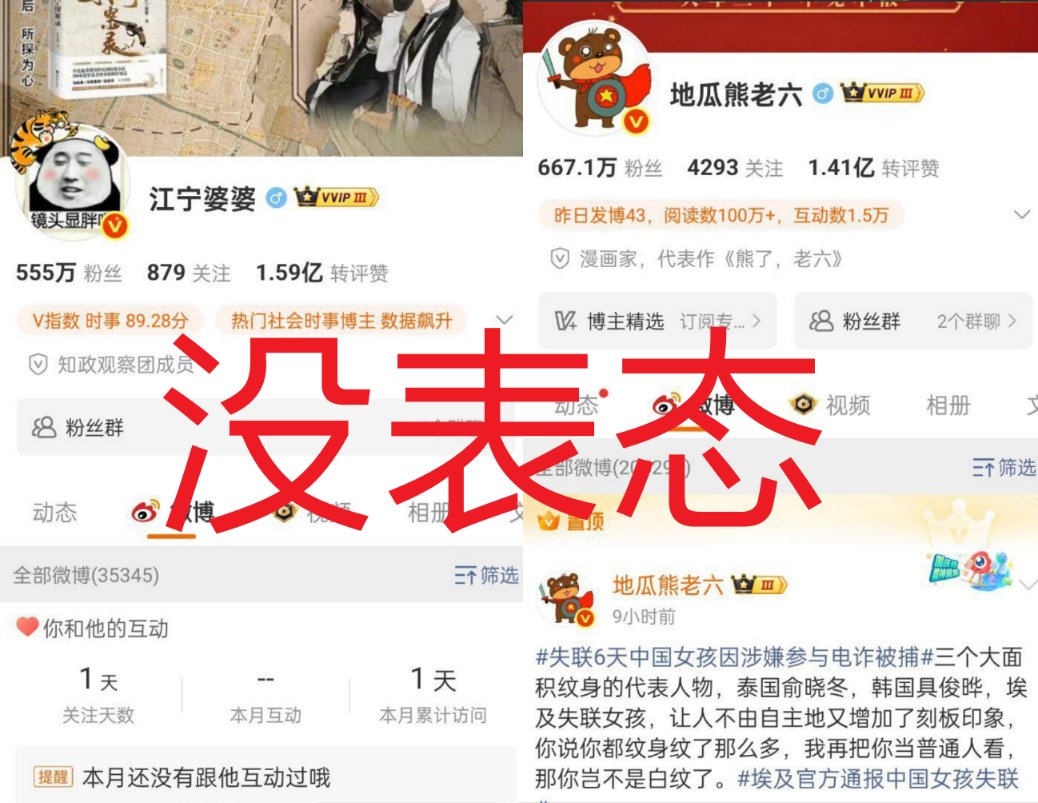 后所探为心
镜头显胖
江宁婆婆
VVIP III
555万 粉丝 879 关注 1.59亿 转评赞
V指数 时事 89.28分
热门社会时事博主 数据飙升
知政观察团成员
粉丝群
动态
微博
视频
相册
全部微博(35345)
筛选
你和他的互动
1 天
--
1 天
关注天数
本月互动
本月累计访问
提醒 本月还没有跟他互动过哦
地瓜熊老六
VVIP III
667.1万 粉丝 4293 关注 1.41亿 转评赞
昨日发博43，阅读数100万+，互动数1.5万
漫画家，代表作《熊了，老六》
博主精选 订阅专...
粉丝群 2个群聊
动态
微博
视频
相册
全部微博
筛选
置顶
地瓜熊老六
III
9小时前
#失联6天中国女孩因涉嫌参与电诈被捕#三个大面
积纹身的代表人物，泰国俞晓冬，韩国具俊晔，埃
及失联女孩，让人不由自主地又增加了刻板印象，
你说你都纹身纹了那么多，我再把你当普通人看，
那你岂不是白纹了。#埃及官方通报中国女孩失联
没表态